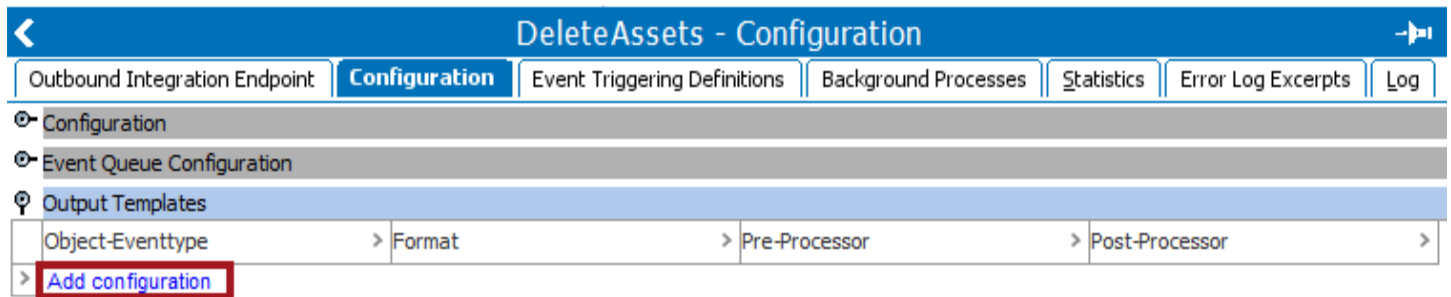 DeleteAssets - Configuration
Outbound Integration Endpoint Configuration Event Triggering Definitions Background Processes Statistics Error Log Excerpts Log
Configuration
Event Queue Configuration
Output Templates
Object-Eventtype > Format > Pre-Processor > Post-Processor >
> Add configuration